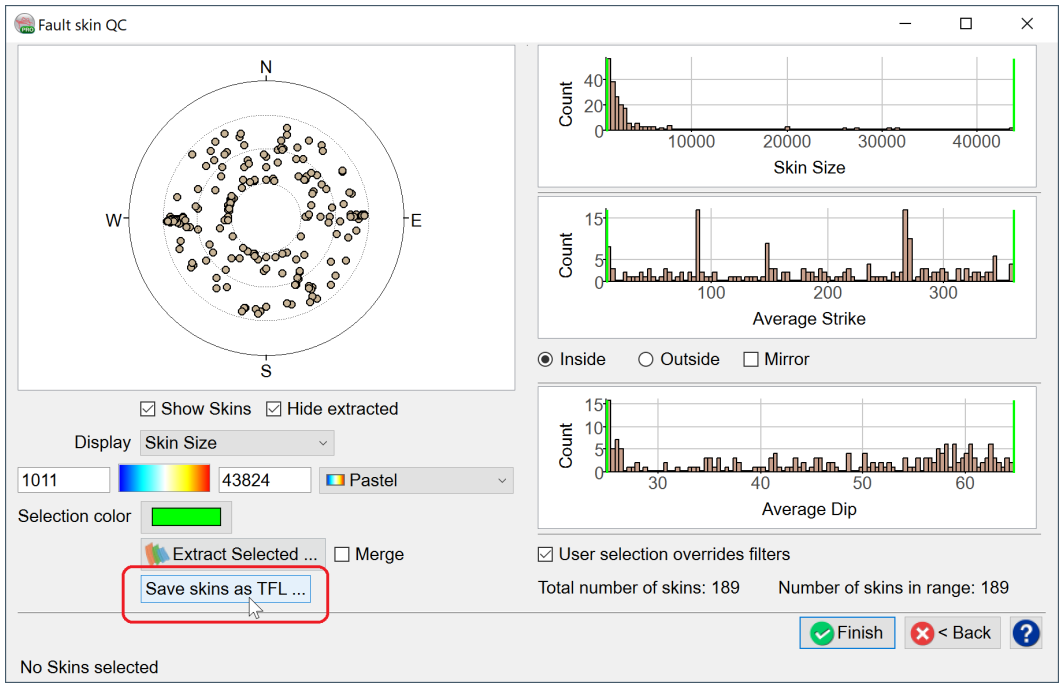 PRO
Fault skin QC
N
W
E
S
Show Skins
Hide extracted
Display
Skin Size
1011
43824
Pastel
Selection color
Extract Selected ...
Merge
Save skins as TFL ...
Count
40
20
0
10000
20000
30000
40000
Skin Size
Count
15
5
0
100
200
300
Average Strike
Inside
Outside
Mirror
Count
15
10
5
0
30
40
50
60
Average Dip
User selection overrides filters
Total number of skins: 189
Number of skins in range: 189
Finish
< Back
?
No Skins selected